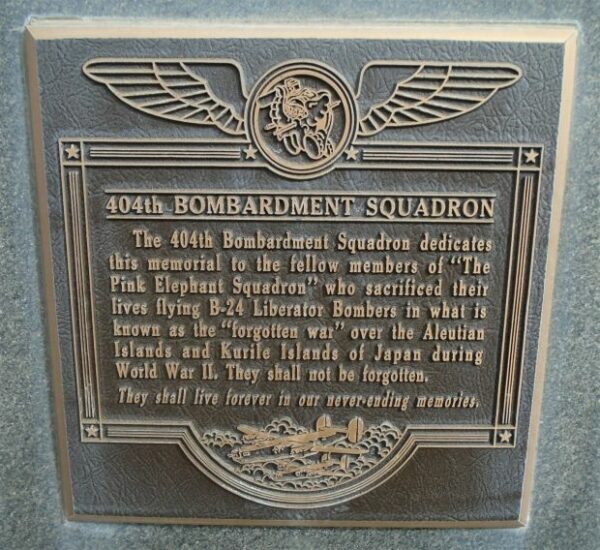 404th BOMBARDMENT SQUADRON
The 404th Bombardment Squadron dedicates
this memorial to the fellow members of "The
Pink Elephant Squadron" who sacrificed their
lives flying B-24 Liberator Bombers in what is
known as the "forgotten war" over the Aleutian
Islands and Kurile Islands of Japan during
World War II. They shall not be forgotten.
They shall live forever in our never-ending memories.